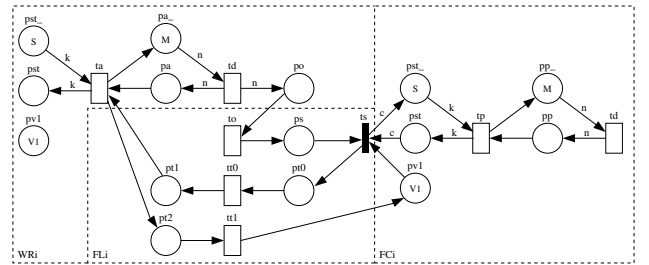 pst_ pa_
S k M n
ta td po pst_ pp_
pst k pa n n ts c S k M n
pv1 to ps c pst k tp pp n td
V1 pt1 tt0 pt0 pv1
V1
pt2 tt1
WRi FLi FCi